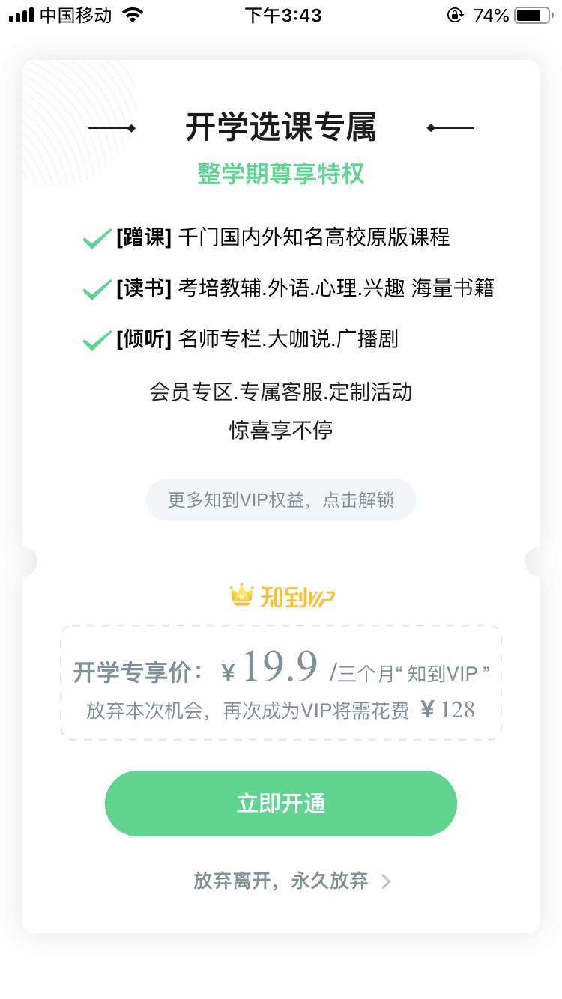 中国移动 下午3:43 74%
开学选课专属
整学期尊享特权
[蹭课] 千门国内外知名高校原版课程
[读书] 考培教辅.外语.心理.兴趣 海量书籍
[倾听] 名师专栏.大咖说.广播剧
会员专区.专属客服.定制活动
惊喜享不停
更多知到VIP权益，点击解锁
知到VIP
开学专享价：¥19.9 /三个月“知到VIP”
放弃本次机会，再次成为VIP将需花费 ¥128
立即开通
放弃离开，永久放弃